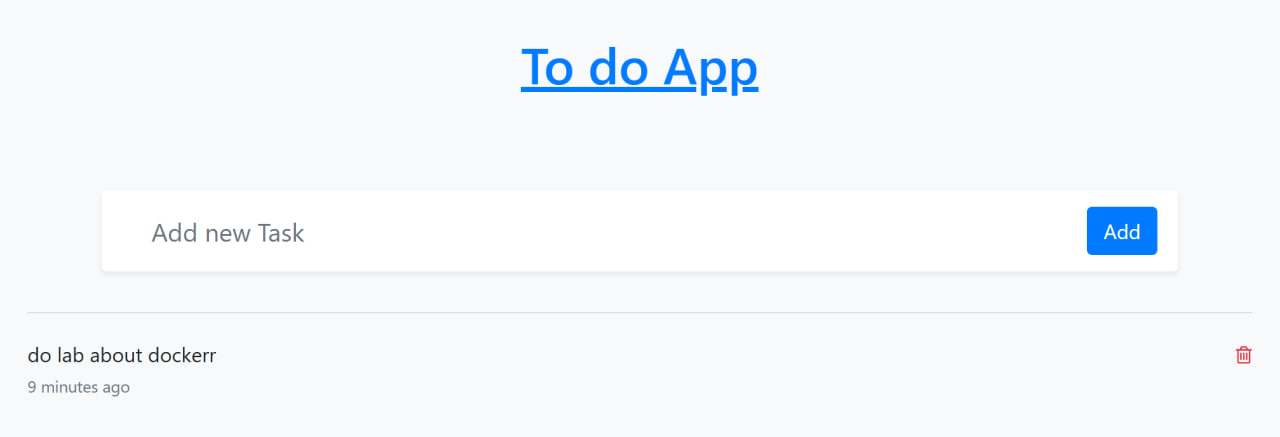 To do App
Add new Task
Add
do lab about dockerr
9 minutes ago